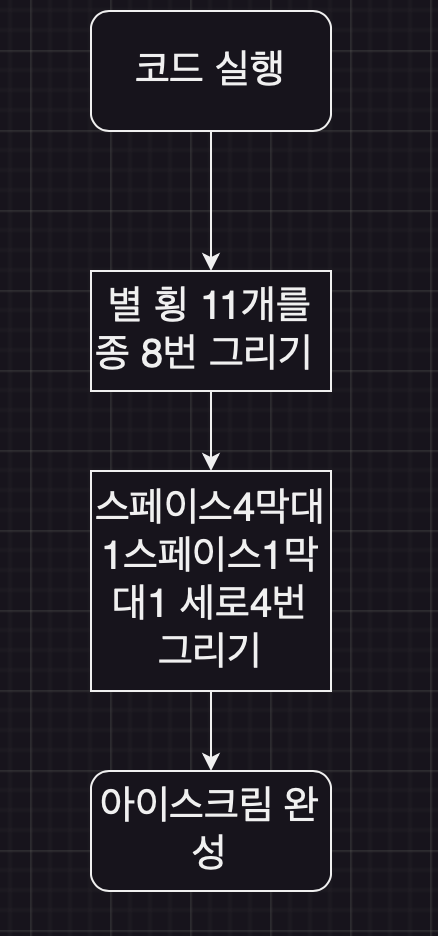 코드 실행
별 횡 11개를
종 8번 그리기
스페이스4막대
1스페이스1막
대1 세로4번
그리기
아이스크림 완
성